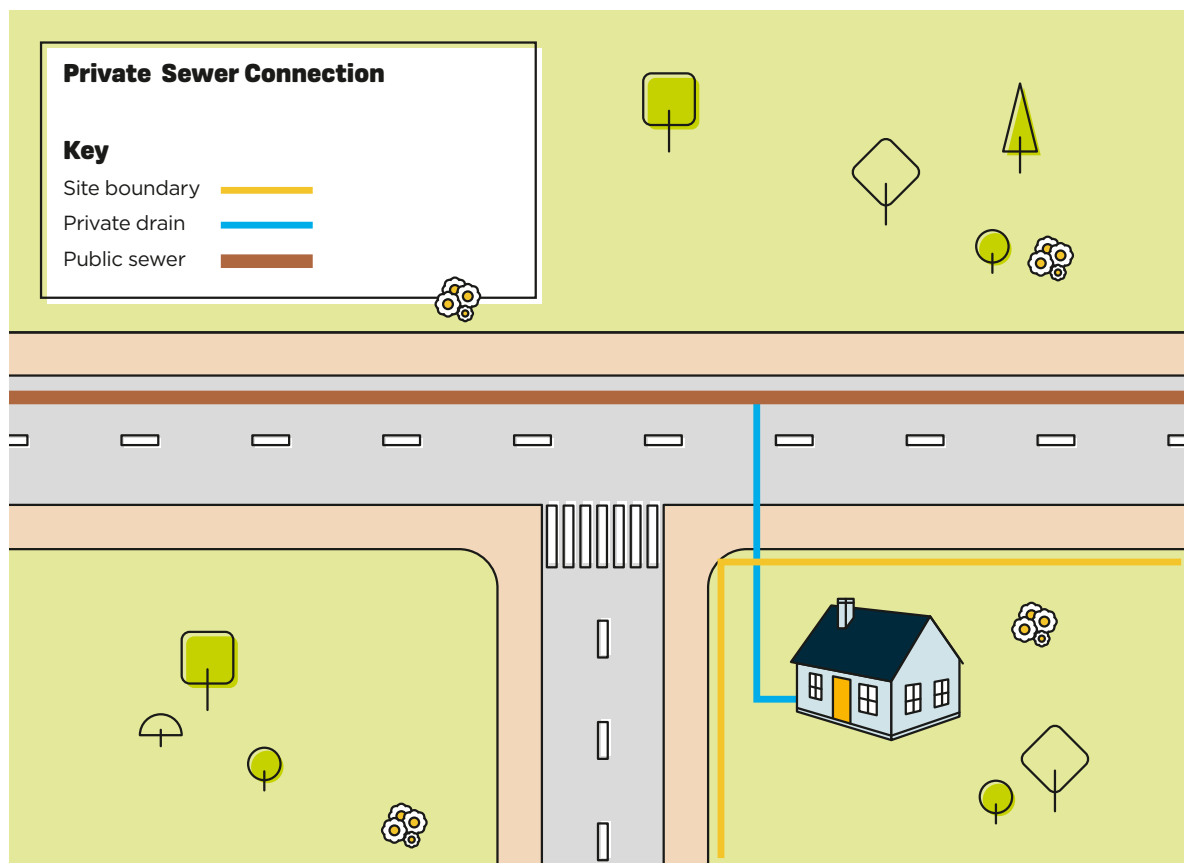 Private Sewer Connection
Key
Site boundary
Private drain
Public sewer